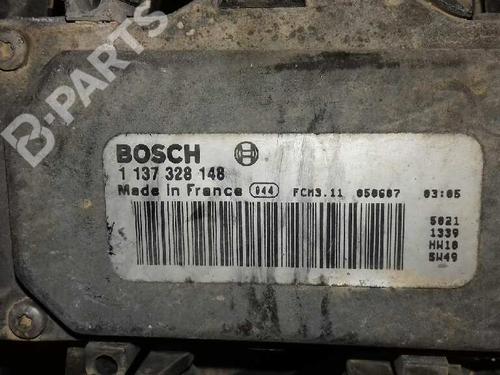 B-PARTS
BOSCH
1 137 328 148
Made in France 044 FCM3.11 050607 03:05
5021
1339
HW10
SW49